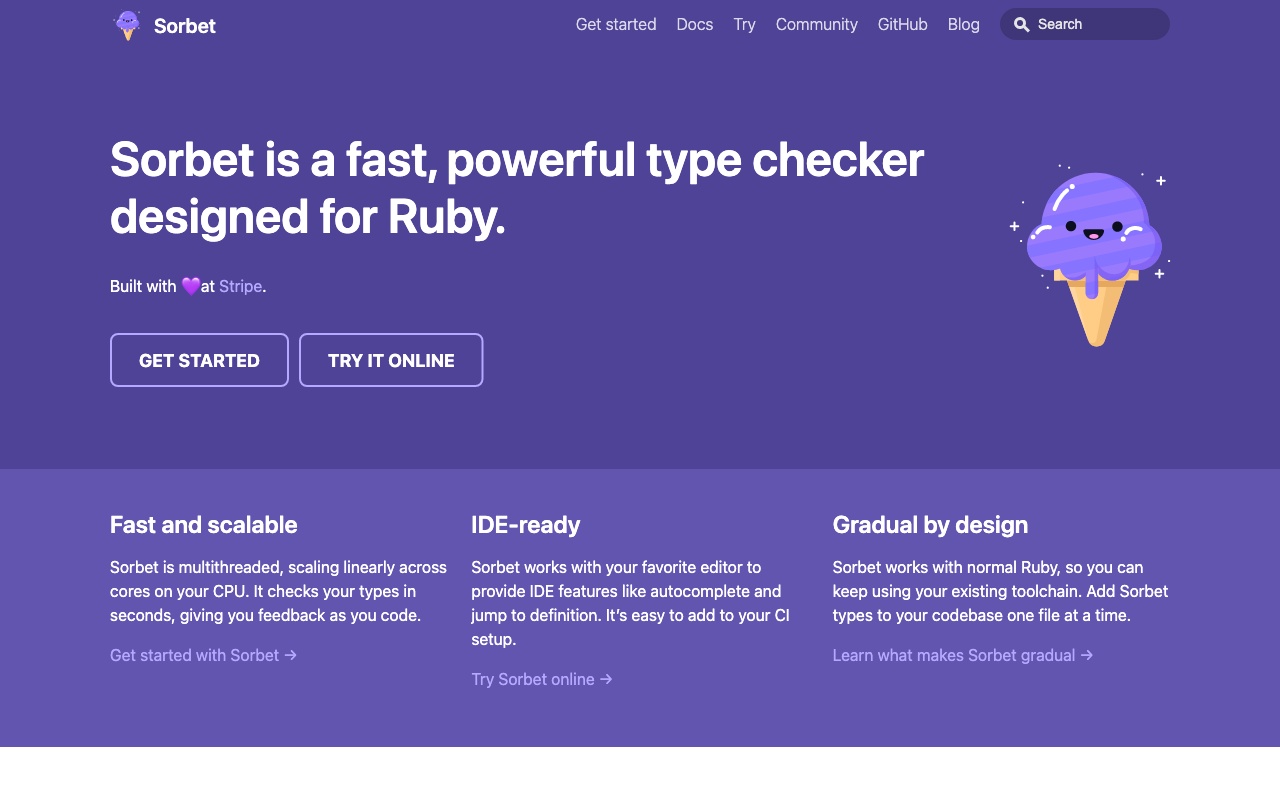 Sorbet
Get started
Docs
Try
Community
GitHub
Blog
Search
Sorbet is a fast, powerful type checker
designed for Ruby.
Built with 💜at Stripe.
GET STARTED
TRY IT ONLINE
Fast and scalable
Sorbet is multithreaded, scaling linearly across
cores on your CPU. It checks your types in
seconds, giving you feedback as you code.
Get started with Sorbet →
IDE-ready
Sorbet works with your favorite editor to
provide IDE features like autocomplete and
jump to definition. It’s easy to add to your CI
setup.
Try Sorbet online →
Gradual by design
Sorbet works with normal Ruby, so you can
keep using your existing toolchain. Add Sorbet
types to your codebase one file at a time.
Learn what makes Sorbet gradual →